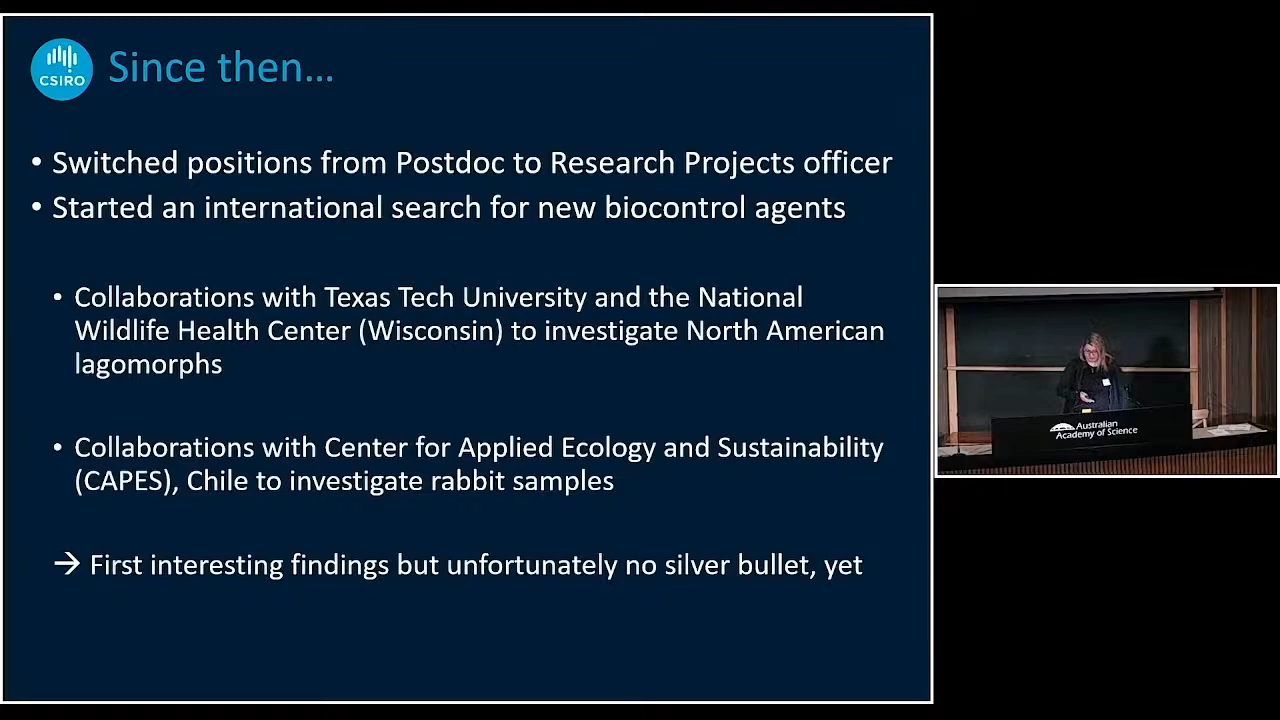 CSIRO
Since then…
• Switched positions from Postdoc to Research Projects officer
• Started an international search for new biocontrol agents
• Collaborations with Texas Tech University and the National
Wildlife Health Center (Wisconsin) to investigate North American
lagomorphs
• Collaborations with Center for Applied Ecology and Sustainability
(CAPES), Chile to investigate rabbit samples
→ First interesting findings but unfortunately no silver bullet, yet
Australian
Academy of Science